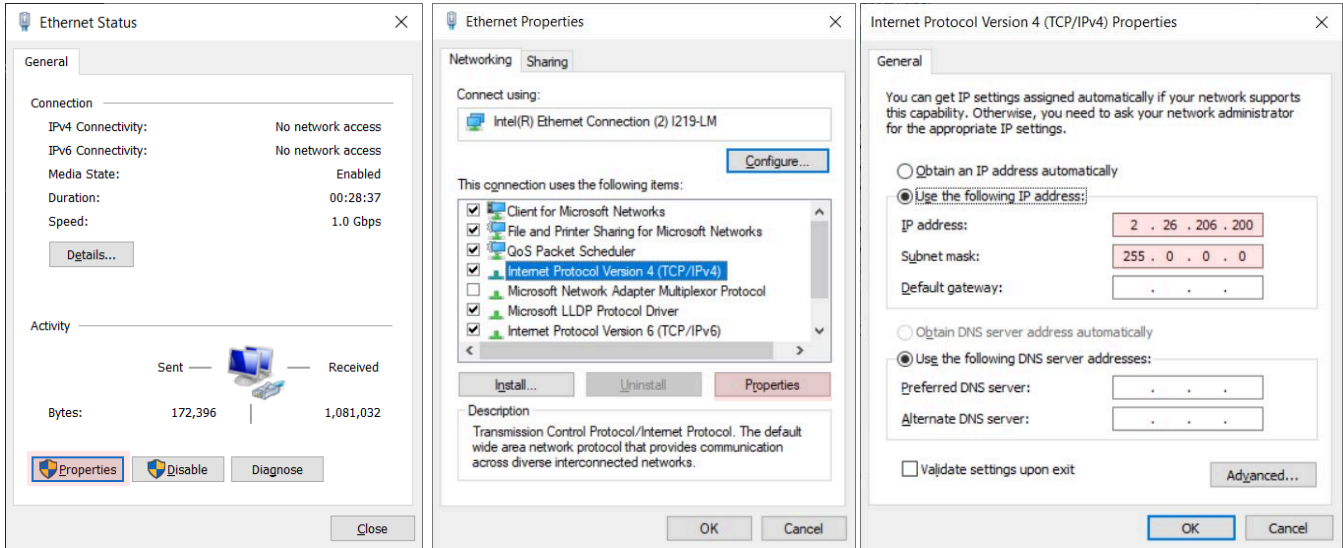 Ethernet Status
General
Connection
IPv4 Connectivity: No network access
IPv6 Connectivity: No network access
Media State: Enabled
Duration: 00:28:37
Speed: 1.0 Gbps
Details...
Activity
Sent Received
Bytes: 172,396 1,081,032
Properties Disable Diagnose
Close
Ethernet Properties
Networking Sharing
Connect using:
Intel(R) Ethernet Connection (2) I219-LM
Configure...
This connection uses the following items:
Client for Microsoft Networks
File and Printer Sharing for Microsoft Networks
QoS Packet Scheduler
Internet Protocol Version 4 (TCP/IPv4)
Microsoft Network Adapter Multiplexor Protocol
Microsoft LLDP Protocol Driver
Internet Protocol Version 6 (TCP/IPv6)
Install... Uninstall Properties
Description
Transmission Control Protocol/Internet Protocol. The default
wide area network protocol that provides communication
across diverse interconnected networks.
OK Cancel
Internet Protocol Version 4 (TCP/IPv4) Properties
General
You can get IP settings assigned automatically if your network supports
this capability. Otherwise, you need to ask your network administrator
for the appropriate IP settings.
Obtain an IP address automatically
Use the following IP address:
IP address: 2 . 26 . 206 . 200
Subnet mask: 255 . 0 . 0 . 0
Default gateway: . . .
Obtain DNS server address automatically
Use the following DNS server addresses:
Preferred DNS server: . . .
Alternate DNS server: . . .
Validate settings upon exit
Advanced...
OK Cancel